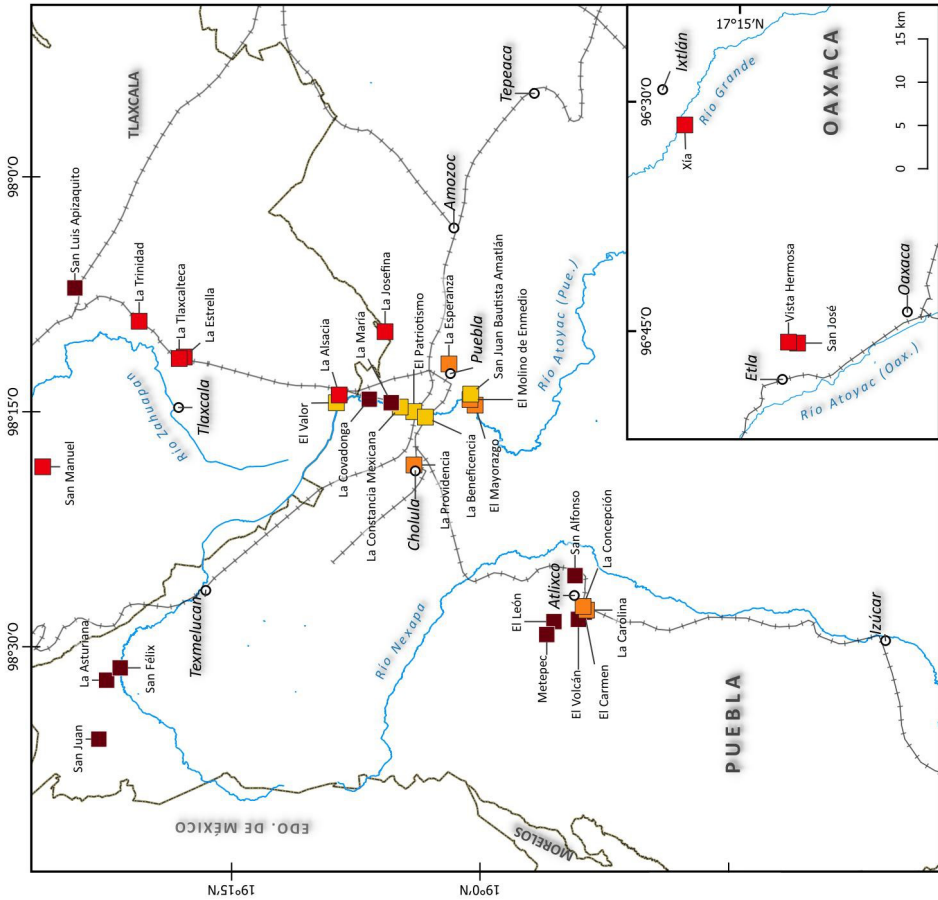 98°30'O
98°15'O
98°0'O
TLAXCALA
San Luis Apizaquito
La Trinidad
La Tlaxcalteca
La Estrella
San Manuel
Río Zahuapan
Tlaxcala
La Asturiana
San Félix
San Juan
Texmelucan
El Valor
La Alsacia
La Covadonga
La María
La Josefina
La Constancia Mexicana
El Patriotismo
Cholula
La Providencia
La Esperanza
Puebla
La Beneficencia
El Mayorazgo
San Juan Bautista Amatlán
El Molino de Enmedio
Río Atoyac (Pue.)
Amozoc
Tepeaca
Río Nexapa
Metepec
El León
Atlixco
San Alfonso
El Volcán
El Carmen
La Concepción
La Carolina
Izúcar
PUEBLA
EDO. DE MÉXICO
MORELOS
19°15'N
19°0'N
96°45'O
96°30'O
17°15'N
Etla
Vista Hermosa
San José
Río Atoyac (Oax.)
Oaxaca
Xía
Ixtlán
Río Grande
OAXACA
0 5 10 15 km